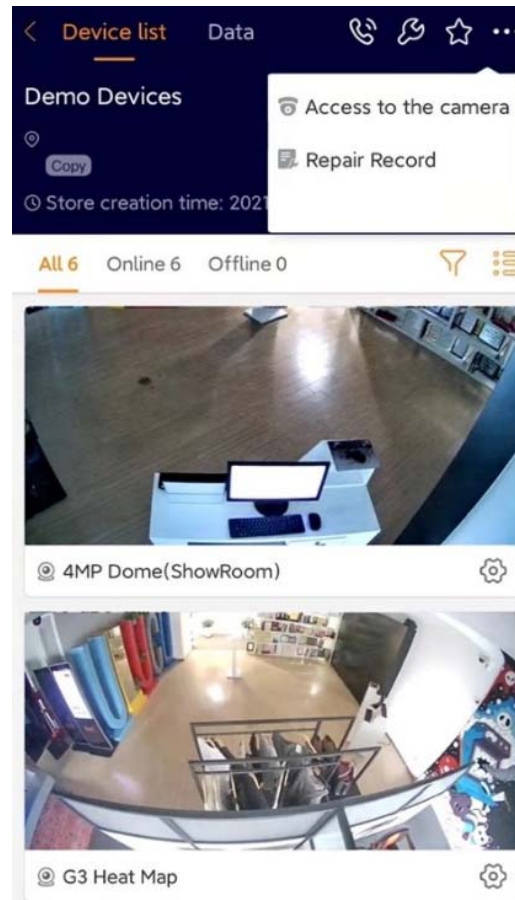 Device list Data
Demo Devices
Access to the camera
Copy
Repair Record
Store creation time: 2021
All 6 Online 6 Offline 0
4MP Dome(ShowRoom)
G3 Heat Map